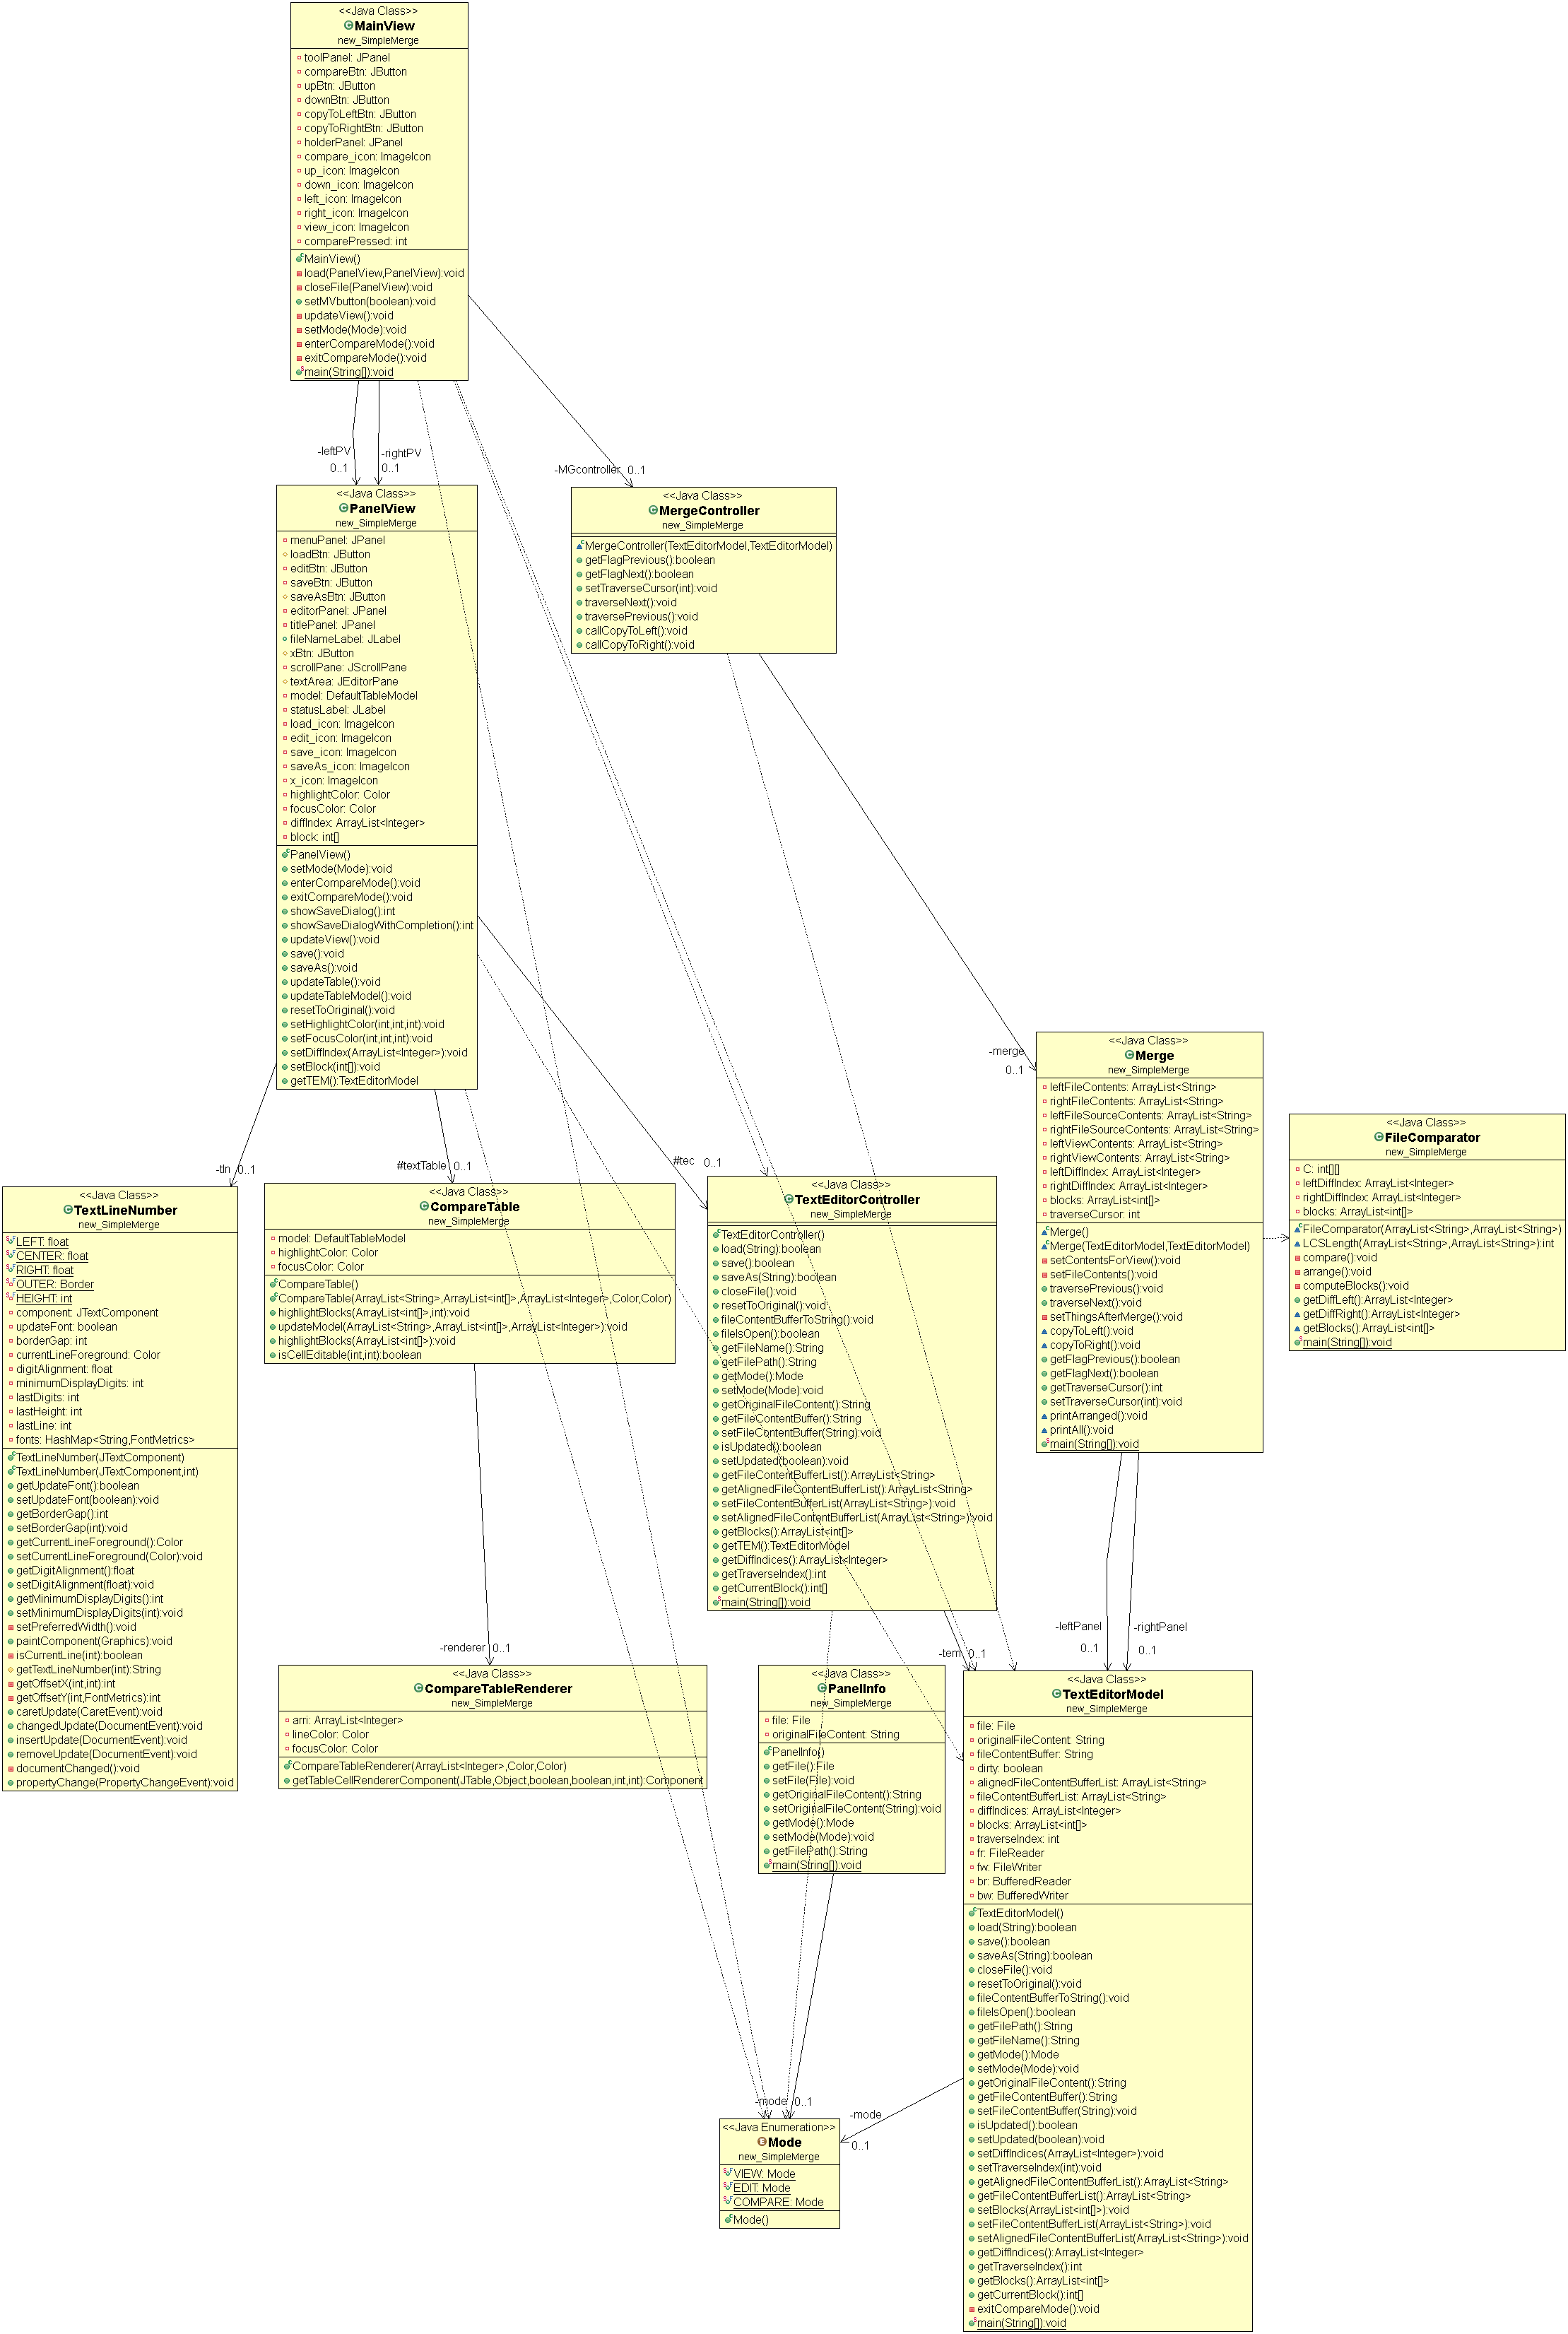 <<Java Class>>
MainView
new_SimpleMerge
toolPanel: JPanel
compareBtn: JButton
upBtn: JButton
downBtn: JButton
copyToLeftBtn: JButton
copyToRightBtn: JButton
holderPanel: JPanel
compare_icon: ImageIcon
up_icon: ImageIcon
down_icon: ImageIcon
left_icon: ImageIcon
right_icon: ImageIcon
view_icon: ImageIcon
comparePressed: int
MainView()
load(PanelView,PanelView):void
closeFile(PanelView):void
setMVbutton(boolean):void
updateView():void
setMode(Mode):void
enterCompareMode():void
exitCompareMode():void
main(String[]):void
-leftPV
0..1
-rightPV
0..1
-MGcontroller 0..1
<<Java Class>>
PanelView
new_SimpleMerge
menuPanel: JPanel
loadBtn: JButton
editBtn: JButton
saveBtn: JButton
saveAsBtn: JButton
editorPanel: JPanel
titlePanel: JPanel
fileNameLabel: JLabel
xBtn: JButton
scrollPane: JScrollPane
textArea: JEditorPane
model: DefaultTableModel
statusLabel: JLabel
load_icon: ImageIcon
edit_icon: ImageIcon
save_icon: ImageIcon
saveAs_icon: ImageIcon
x_icon: ImageIcon
highlightColor: Color
focusColor: Color
diffIndex: ArrayList<Integer>
block: int[]
PanelView()
setMode(Mode):void
enterCompareMode():void
exitCompareMode():void
showSaveDialog():int
showSaveDialogWithCompletion():int
updateView():void
save():void
saveAs():void
updateTable():void
updateTableModel():void
resetToOriginal():void
setHighlightColor(int,int,int):void
setFocusColor(int,int,int):void
setDiffIndex(ArrayList<Integer>):void
setBlock(int[]):void
getTEM():TextEditorModel
<<Java Class>>
MergeController
new_SimpleMerge
MergeController(TextEditorModel,TextEditorModel)
getFlagPrevious():boolean
getFlagNext():boolean
setTraverseCursor(int):void
traverseNext():void
traversePrevious():void
callCopyToLeft():void
callCopyToRight():void
-merge
0..1
<<Java Class>>
Merge
new_SimpleMerge
leftFileContents: ArrayList<String>
rightFileContents: ArrayList<String>
leftFileSourceContents: ArrayList<String>
rightFileSourceContents: ArrayList<String>
leftViewContents: ArrayList<String>
rightViewContents: ArrayList<String>
leftDiffIndex: ArrayList<Integer>
rightDiffIndex: ArrayList<Integer>
blocks: ArrayList<int[]>
traverseCursor: int
Merge()
Merge(TextEditorModel,TextEditorModel)
setContentsForView():void
setFileContents():void
traversePrevious():void
traverseNext():void
setThingsAfterMerge():void
copyToLeft():void
copyToRight():void
getFlagPrevious():boolean
getFlagNext():boolean
getTraverseCursor():int
setTraverseCursor(int):void
printArranged():void
printAll():void
main(String[]):void
<<Java Class>>
FileComparator
new_SimpleMerge
C: int[][]
leftDiffIndex: ArrayList<Integer>
rightDiffIndex: ArrayList<Integer>
blocks: ArrayList<int[]>
FileComparator(ArrayList<String>,ArrayList<String>)
LCSLength(ArrayList<String>,ArrayList<String>):int
compare():void
arrange():void
computeBlocks():void
getDiffLeft():ArrayList<Integer>
getDiffRight():ArrayList<Integer>
getBlocks():ArrayList<int[]>
main(String[]):void
-tln 0..1
#textTable 0..1
#tec 0..1
<<Java Class>>
TextLineNumber
new_SimpleMerge
LEFT: float
CENTER: float
RIGHT: float
OUTER: Border
HEIGHT: int
component: JTextComponent
updateFont: boolean
borderGap: int
currentLineForeground: Color
digitAlignment: float
minimumDisplayDigits: int
lastDigits: int
lastHeight: int
lastLine: int
fonts: HashMap<String,FontMetrics>
TextLineNumber(JTextComponent)
TextLineNumber(JTextComponent,int)
getUpdateFont():boolean
setUpdateFont(boolean):void
getBorderGap():int
setBorderGap(int):void
getCurrentLineForeground():Color
setCurrentLineForeground(Color):void
getDigitAlignment():float
setDigitAlignment(float):void
getMinimumDisplayDigits():int
setMinimumDisplayDigits(int):void
setPreferredWidth():void
paintComponent(Graphics):void
isCurrentLine(int):boolean
getTextLineNumber(int):String
getOffsetX(int,int):int
getOffsetY(int,FontMetrics):int
caretUpdate(CaretEvent):void
changedUpdate(DocumentEvent):void
insertUpdate(DocumentEvent):void
removeUpdate(DocumentEvent):void
documentChanged():void
propertyChange(PropertyChangeEvent):void
<<Java Class>>
CompareTable
new_SimpleMerge
model: DefaultTableModel
highlightColor: Color
focusColor: Color
CompareTable()
CompareTable(ArrayList<String>,ArrayList<int[]>,ArrayList<Integer>,Color,Color)
highlightBlocks(ArrayList<int[]>,int):void
updateModel(ArrayList<String>,ArrayList<int[]>,ArrayList<Integer>):void
highlightBlocks(ArrayList<int[]>):void
isCellEditable(int,int):boolean
<<Java Class>>
TextEditorController
new_SimpleMerge
TextEditorController()
load(String):boolean
save():boolean
saveAs(String):boolean
closeFile():void
resetToOriginal():void
fileContentBufferToString():void
fileIsOpen():boolean
getFileName():String
getFilePath():String
getMode():Mode
setMode(Mode):void
getOriginalFileContent():String
getFileContentBuffer():String
setFileContentBuffer(String):void
isUpdated():boolean
setUpdated(boolean):void
getFileContentBufferList():ArrayList<String>
getAlignedFileContentBufferList():ArrayList<String>
setFileContentBufferList(ArrayList<String>):void
setAlignedFileContentBufferList(ArrayList<String>):void
getBlocks():ArrayList<int[]>
getTEM():TextEditorModel
getDiffIndices():ArrayList<Integer>
getTraverseIndex():int
getCurrentBlock():int[]
main(String[]):void
-renderer 0..1
-tem 0..1
-leftPanel
0..1
-rightPanel
0..1
<<Java Class>>
CompareTableRenderer
new_SimpleMerge
arri: ArrayList<Integer>
lineColor: Color
focusColor: Color
CompareTableRenderer(ArrayList<Integer>,Color,Color)
getTableCellRendererComponent(JTable,Object,boolean,boolean,int,int):Component
<<Java Class>>
PanelInfo
new_SimpleMerge
file: File
originalFileContent: String
PanelInfo()
getFile():File
setFile(File):void
getOriginalFileContent():String
setOriginalFileContent(String):void
getMode():Mode
setMode(Mode):void
getFilePath():String
main(String[]):void
<<Java Class>>
TextEditorModel
new_SimpleMerge
file: File
originalFileContent: String
fileContentBuffer: String
dirty: boolean
alignedFileContentBufferList: ArrayList<String>
fileContentBufferList: ArrayList<String>
diffIndices: ArrayList<Integer>
blocks: ArrayList<int[]>
traverseIndex: int
fr: FileReader
fw: FileWriter
br: BufferedReader
bw: BufferedWriter
TextEditorModel()
load(String):boolean
save():boolean
saveAs(String):boolean
closeFile():void
resetToOriginal():void
fileContentBufferToString():void
fileIsOpen():boolean
getFilePath():String
getFileName():String
getMode():Mode
setMode(Mode):void
getOriginalFileContent():String
getFileContentBuffer():String
setFileContentBuffer(String):void
isUpdated():boolean
setUpdated(boolean):void
setDiffIndices(ArrayList<Integer>):void
setTraverseIndex(int):void
getAlignedFileContentBufferList():ArrayList<String>
getFileContentBufferList():ArrayList<String>
setBlocks(ArrayList<int[]>):void
setFileContentBufferList(ArrayList<String>):void
setAlignedFileContentBufferList(ArrayList<String>):void
getDiffIndices():ArrayList<Integer>
getTraverseIndex():int
getBlocks():ArrayList<int[]>
getCurrentBlock():int[]
exitCompareMode():void
main(String[]):void
-mode 0..1
-mode
0..1
<<Java Enumeration>>
Mode
new_SimpleMerge
VIEW: Mode
EDIT: Mode
COMPARE: Mode
Mode()